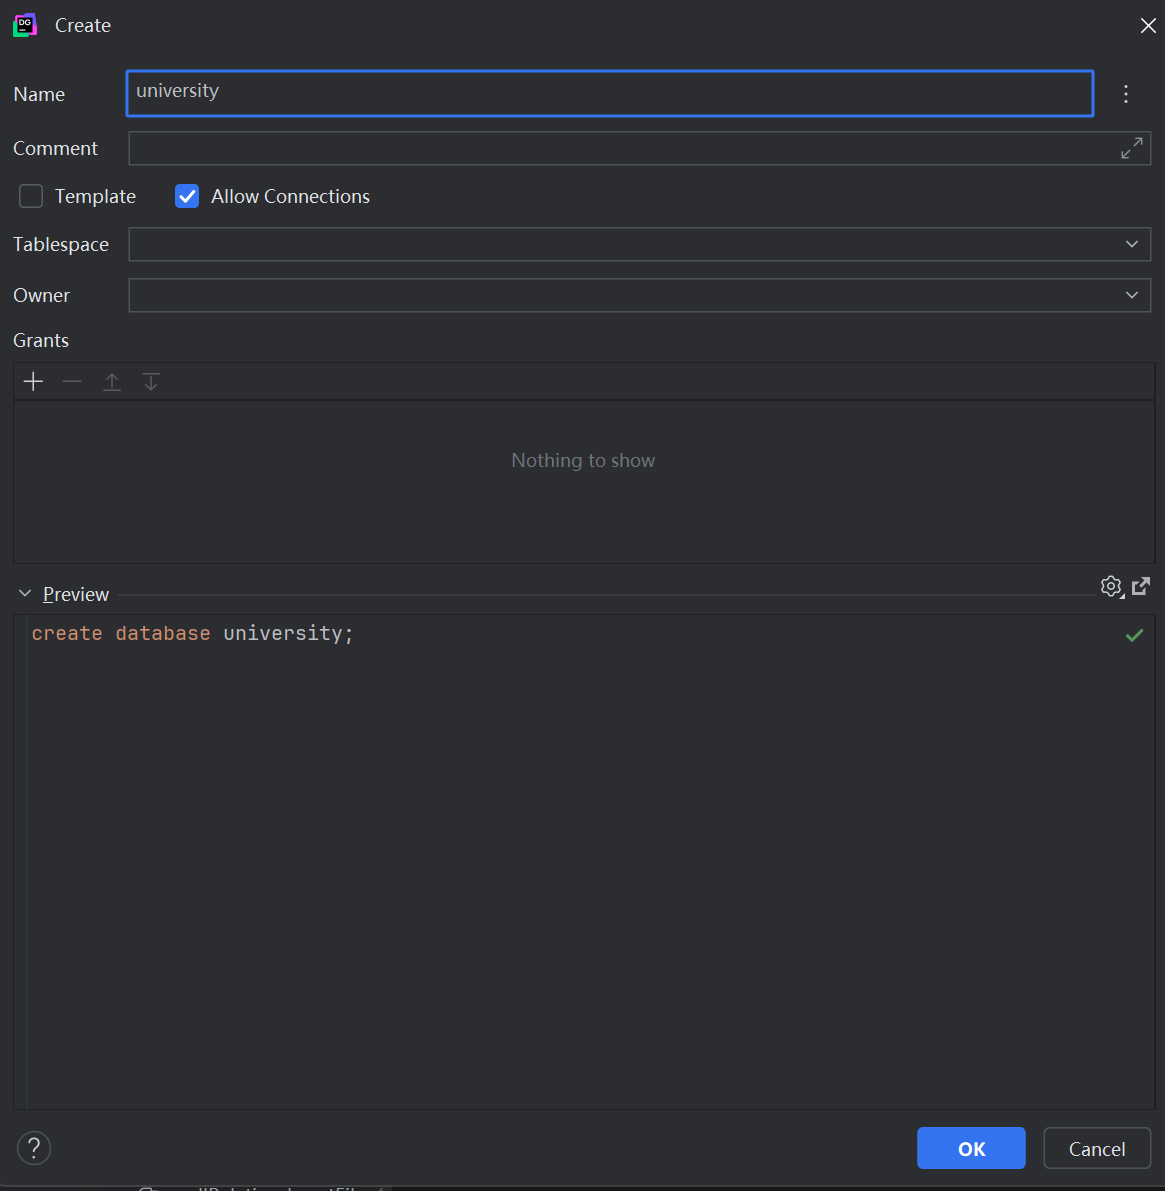 DG
Create
Name
university
Comment
Template
Allow Connections
Tablespace
Owner
Grants
Nothing to show
Preview
create database university;
?
OK
Cancel